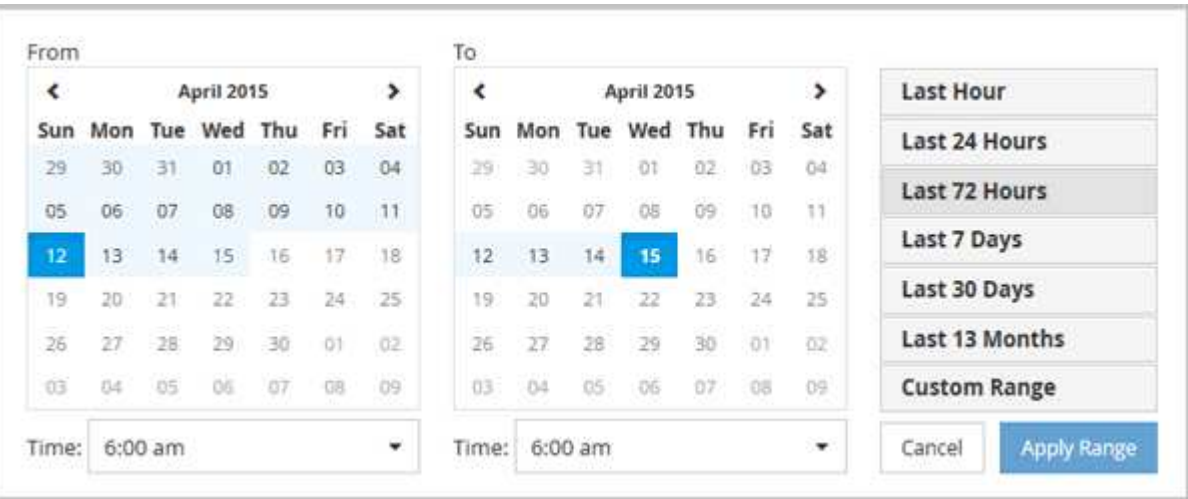 From
April 2015
Sun Mon Tue Wed Thu Fri Sat
29 30 31 01 02 03 04
05 06 07 08 09 10 11
12 13 14 15 16 17 18
19 20 21 22 23 24 25
26 27 28 29 30 01 02
03 04 05 06 07 08 09
Time: 6:00 am
To
April 2015
Sun Mon Tue Wed Thu Fri Sat
29 30 31 01 02 03 04
05 06 07 08 09 10 11
12 13 14 15 16 17 18
19 20 21 22 23 24 25
26 27 28 29 30 01 02
03 04 05 06 07 08 09
Time: 6:00 am
Last Hour
Last 24 Hours
Last 72 Hours
Last 7 Days
Last 30 Days
Last 13 Months
Custom Range
Cancel Apply Range